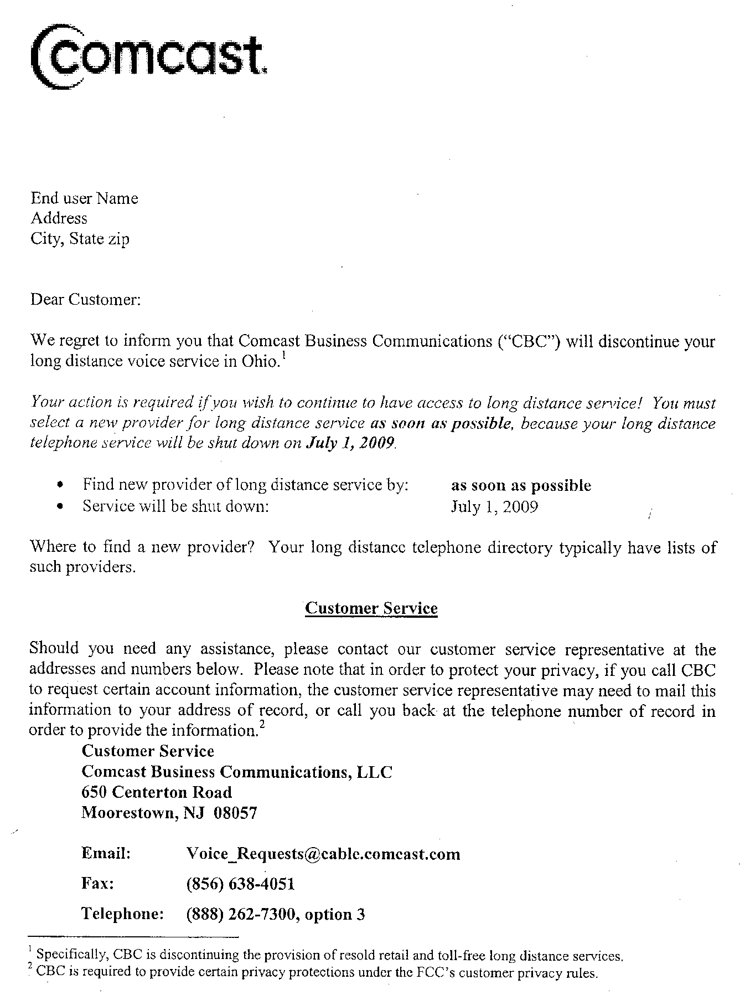 comcast.
End user Name
Address
City, State zip
Dear Customer:
We regret to inform you that Comcast Business Communications (“CBC”) will discontinue your
long distance voice service in Ohio.1
Your action is required if you wish to continue to have access to long distance service! You must
select a new provider for long distance service as soon as possible, because your long distance
telephone service will be shut down on July 1, 2009.
• Find new provider of long distance service by: as soon as possible
• Service will be shut down: July 1, 2009
Where to find a new provider? Your long distance telephone directory typically have lists of
such providers.
Customer Service
Should you need any assistance, please contact our customer service representative at the
addresses and numbers below. Please note that in order to protect your privacy, if you call CBC
to request certain account information, the customer service representative may need to mail this
information to your address of record, or call you back at the telephone number of record in
order to provide the information.2
Customer Service
Comcast Business Communications, LLC
650 Centerton Road
Moorestown, NJ 08057
Email: Voice_Requests@cable.comcast.com
Fax: (856) 638-4051
Telephone: (888) 262-7300, option 3
1 Specifically, CBC is discontinuing the provision of resold retail and toll-free long distance services.
2 CBC is required to provide certain privacy protections under the FCC’s customer privacy rules.